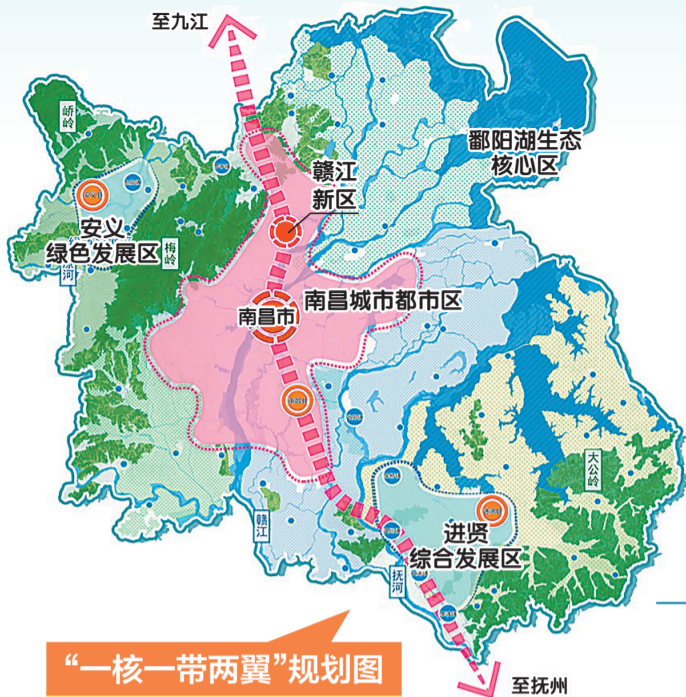 至九江
峤岭
鄱阳湖生态
核心区
赣江
新区
安义
绿色发展区
梅岭
南昌市
南昌城市都市区
大公岭
进贤
综合发展区
赣江
抚河
“一核一带两翼”规划图
至抚州